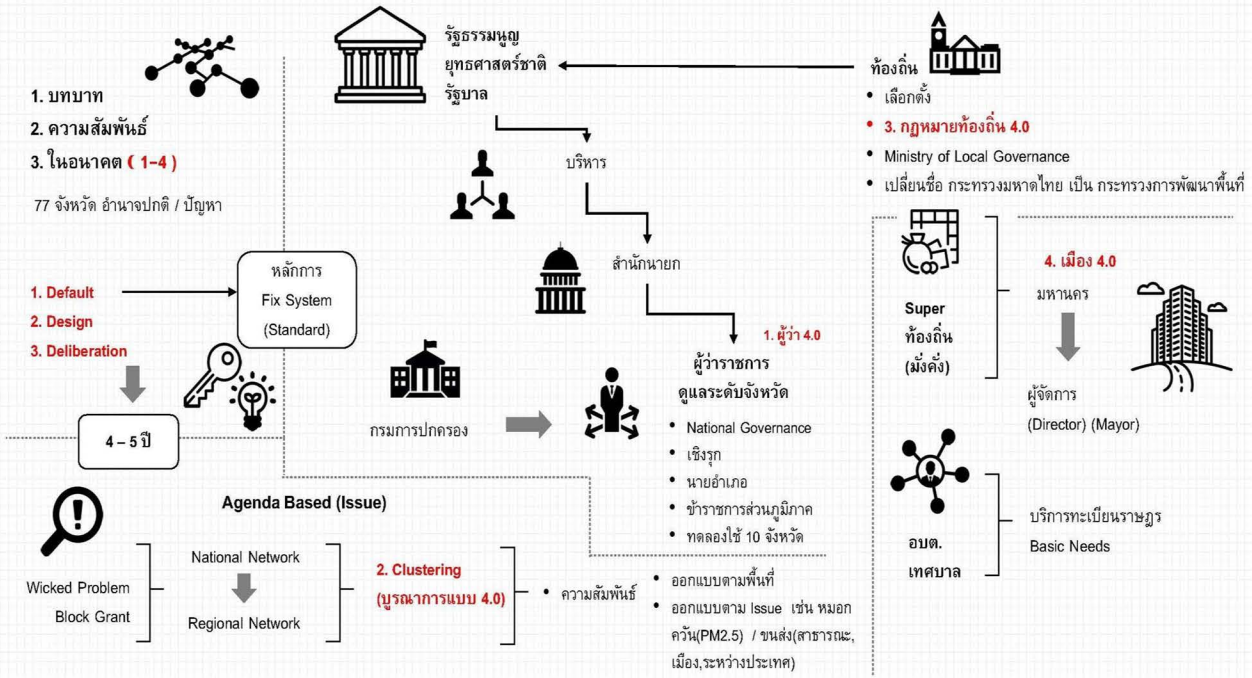 1. บทบาท
2. ความสัมพันธ์
3. ในอนาคต ( 1-4 )
77 จังหวัด อำนาจปกติ / ปัญหา
1. Default
2. Design
3. Deliberation
หลักการ
Fix System
(Standard)
4 – 5 ปี
รัฐธรรมนูญ
ยุทธศาสตร์ชาติ
รัฐบาล
บริหาร
สำนักนายก
1. ผู้ว่า 4.0
ผู้ว่าราชการ
ดูแลระดับจังหวัด
กรมการปกครอง
• National Governance
• เชิงรุก
• นายอำเภอ
• ข้าราชการส่วนภูมิภาค
• ทดลองใช้ 10 จังหวัด
ท้องถิ่น
• เลือกตั้ง
• 3. กฎหมายท้องถิ่น 4.0
• Ministry of Local Governance
• เปลี่ยนชื่อ กระทรวงมหาดไทย เป็น กระทรวงการพัฒนาพื้นที่
Super
ท้องถิ่น
(มั่งคั่ง)
4. เมือง 4.0
มหานคร
ผู้จัดการ
(Director) (Mayor)
อบต.
เทศบาล
บริการทะเบียนราษฎร
Basic Needs
Agenda Based (Issue)
Wicked Problem
Block Grant
National Network
Regional Network
2. Clustering
(บูรณาการแบบ 4.0)
• ความสัมพันธ์
• ออกแบบตามพื้นที่
• ออกแบบตาม Issue เช่น หมอก
ควัน(PM2.5) / ขนส่ง(สาธารณะ,
เมือง,ระหว่างประเทศ)